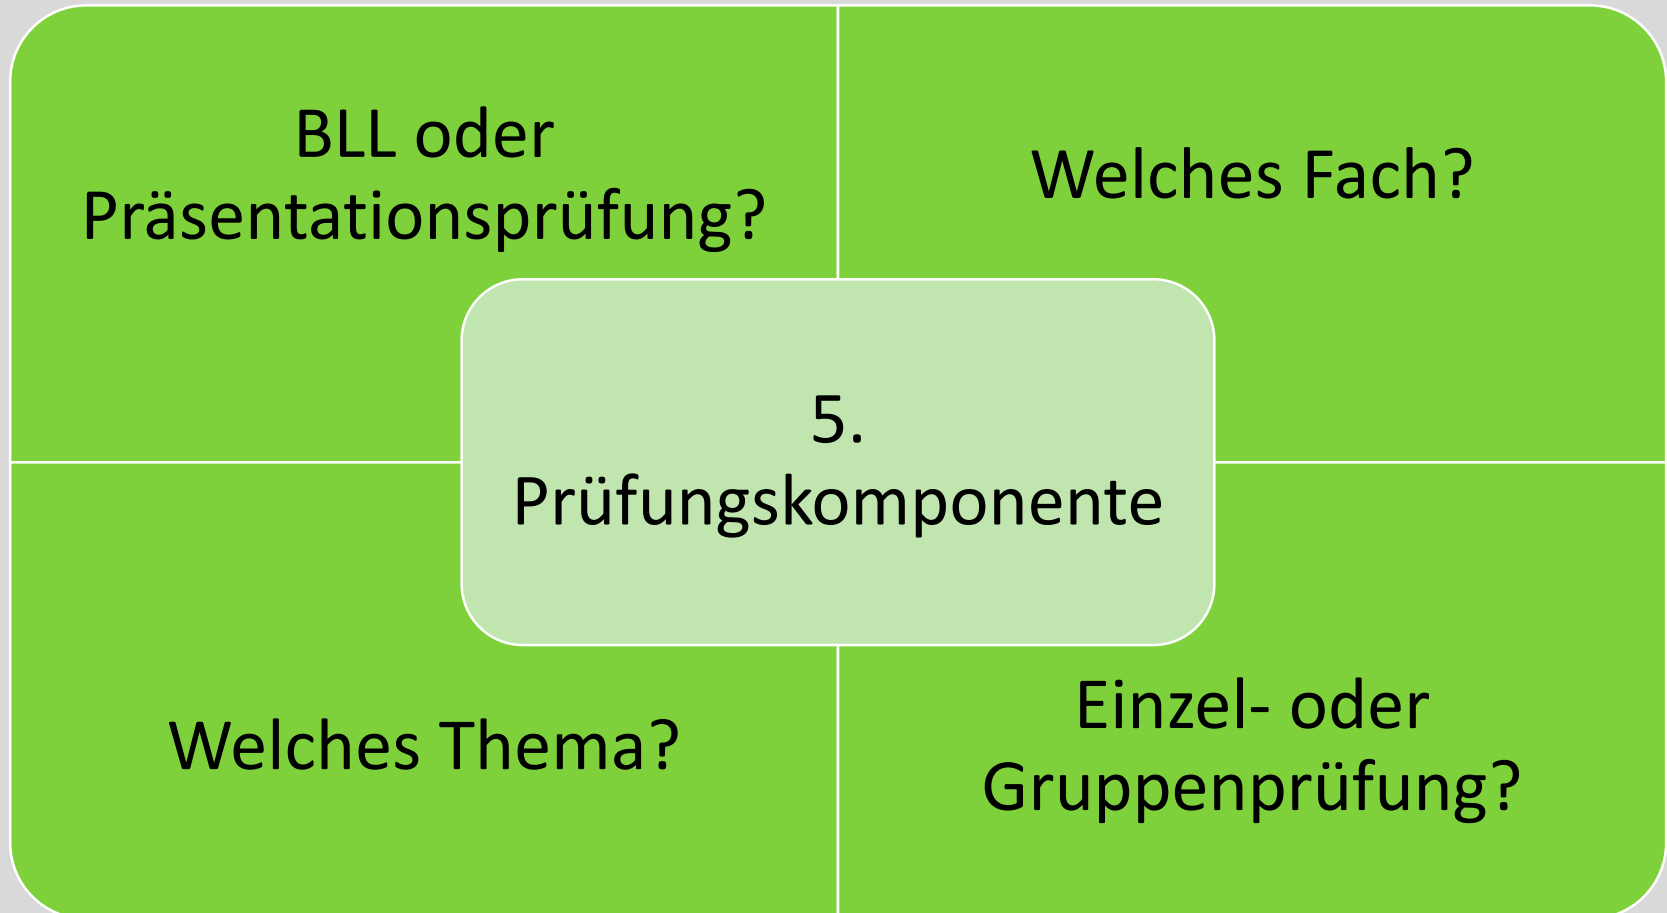 BLL oder
Präsentationsprüfung?
Welches Fach?
5.
Prüfungskomponente
Welches Thema?
Einzel- oder
Gruppenprüfung?